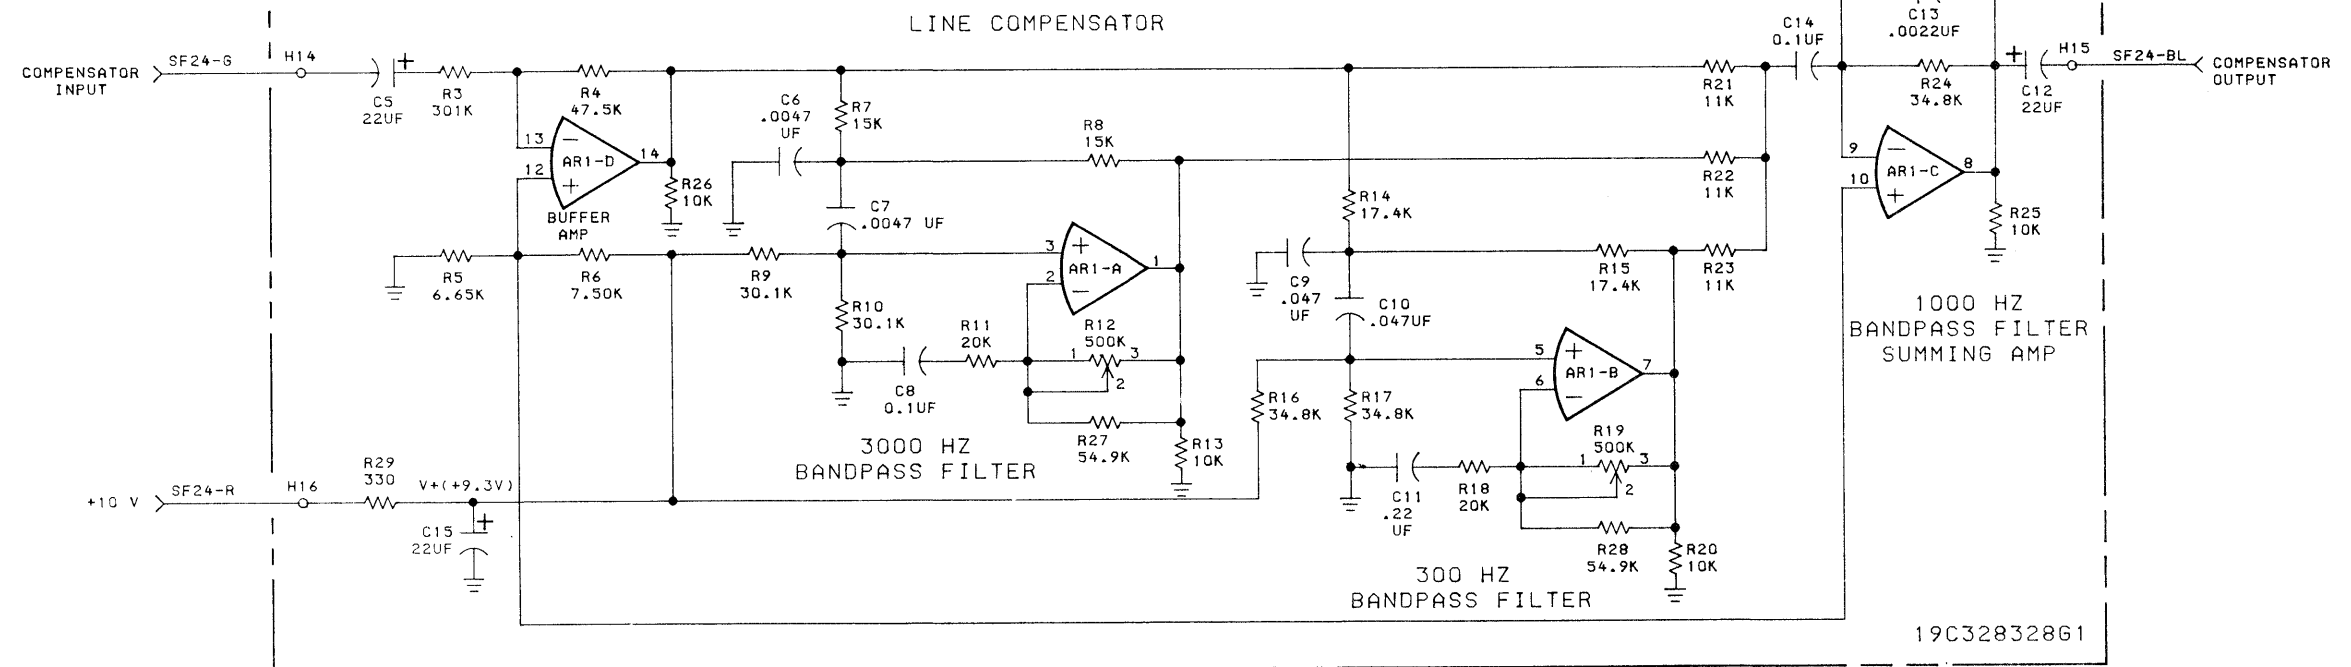 LINE COMPENSATOR
COMPENSATOR
INPUT
SF24-G
H14
C5
22UF
+
R3
301K
R4
47.5K
13
12
−
+
AR1-D
14
BUFFER
AMP
R26
10K
C6
.0047
UF
R7
15K
C7
.0047 UF
R8
15K
R5
6.65K
R6
7.50K
R9
30.1K
R10
30.1K
C8
0.1UF
R11
20K
3
2
+
−
AR1-A
1
R12
500K
1
3
2
R27
54.9K
R13
10K
3000 HZ
BANDPASS FILTER
+10 V
SF24-R
H16
R29
330
V+(+9.3V)
C15
22UF
+
R14
17.4K
C9
.047
UF
C10
.047UF
R15
17.4K
R16
34.8K
R17
34.8K
C11
.22
UF
R18
20K
5
6
+
−
AR1-B
7
R19
500K
1
3
2
R28
54.9K
R20
10K
300 HZ
BANDPASS FILTER
R21
11K
R22
11K
R23
11K
C14
0.1UF
C13
.0022UF
R24
34.8K
9
10
−
+
AR1-C
8
R25
10K
+
C12
22UF
H15
SF24-BL
COMPENSATOR
OUTPUT
1000 HZ
BANDPASS FILTER
SUMMING AMP
19C328328G1